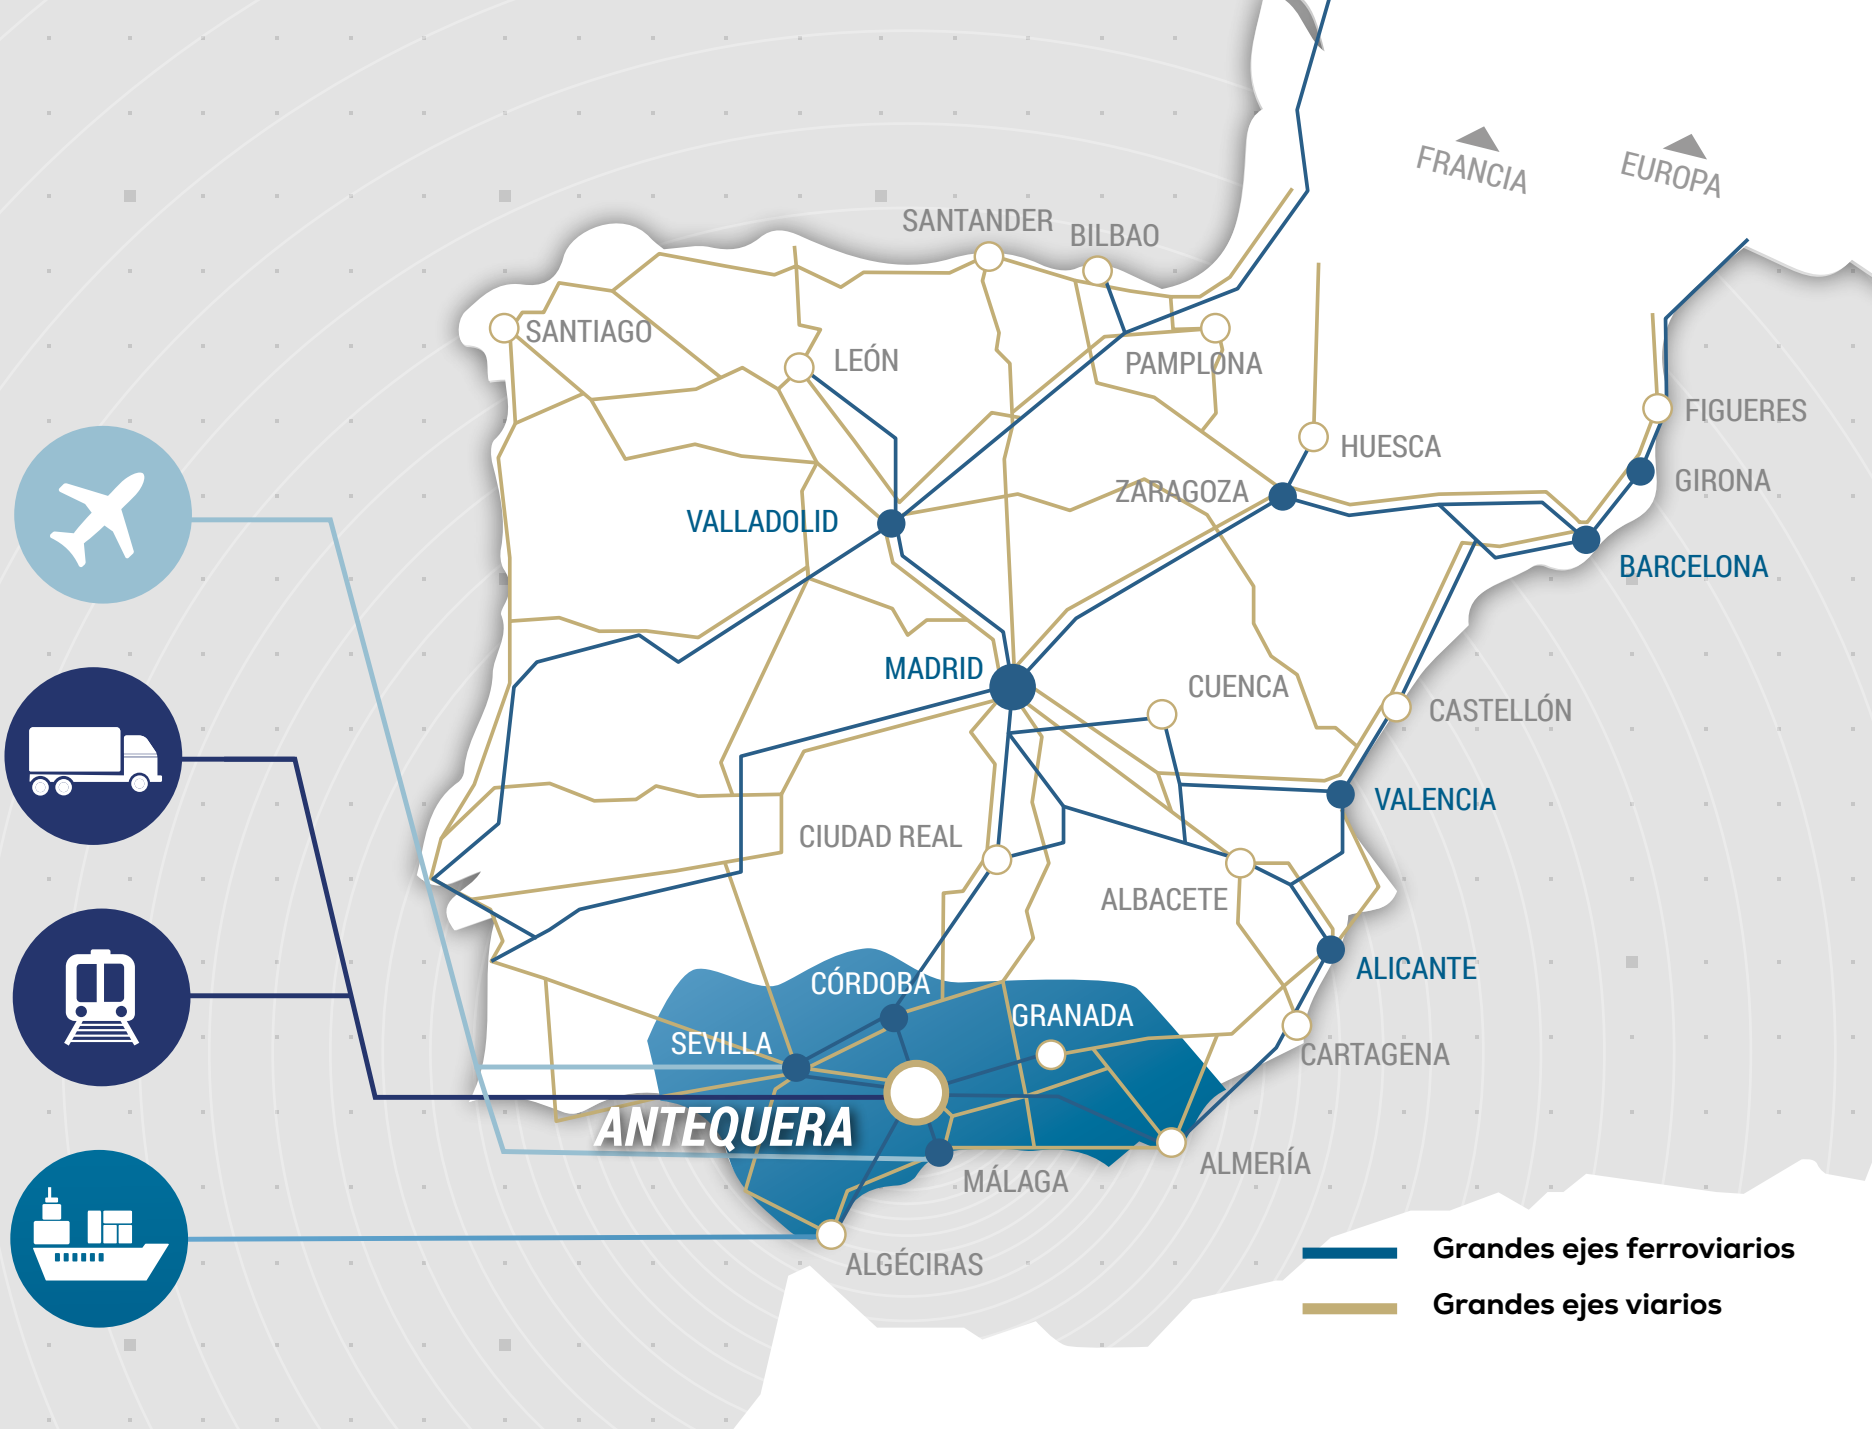 FRANCIA
EUROPA
SANTANDER
BILBAO
SANTIAGO
LEÓN
PAMPLONA
FIGUERES
HUESCA
GIRONA
ZARAGOZA
VALLADOLID
BARCELONA
MADRID
CUENCA
CASTELLÓN
VALENCIA
CIUDAD REAL
ALBACETE
ALICANTE
CÓRDOBA
GRANADA
SEVILLA
CARTAGENA
ANTEQUERA
ALMERÍA
MÁLAGA
ALGÉCIRAS
Grandes ejes ferroviarios
Grandes ejes viarios